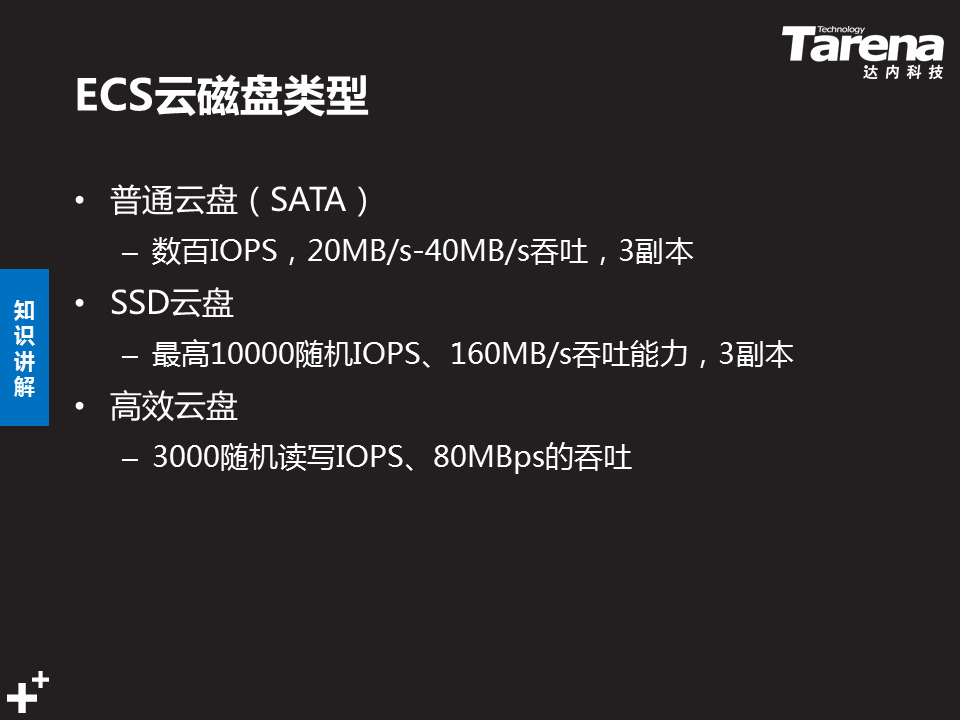 Technology
Tarena
达内科技
ECS云磁盘类型
• 普通云盘（SATA）
– 数百IOPS，20MB/s-40MB/s吞吐，3副本
• SSD云盘
– 最高10000随机IOPS、160MB/s吞吐能力，3副本
• 高效云盘
– 3000随机读写IOPS、80MBps的吞吐
知识讲解